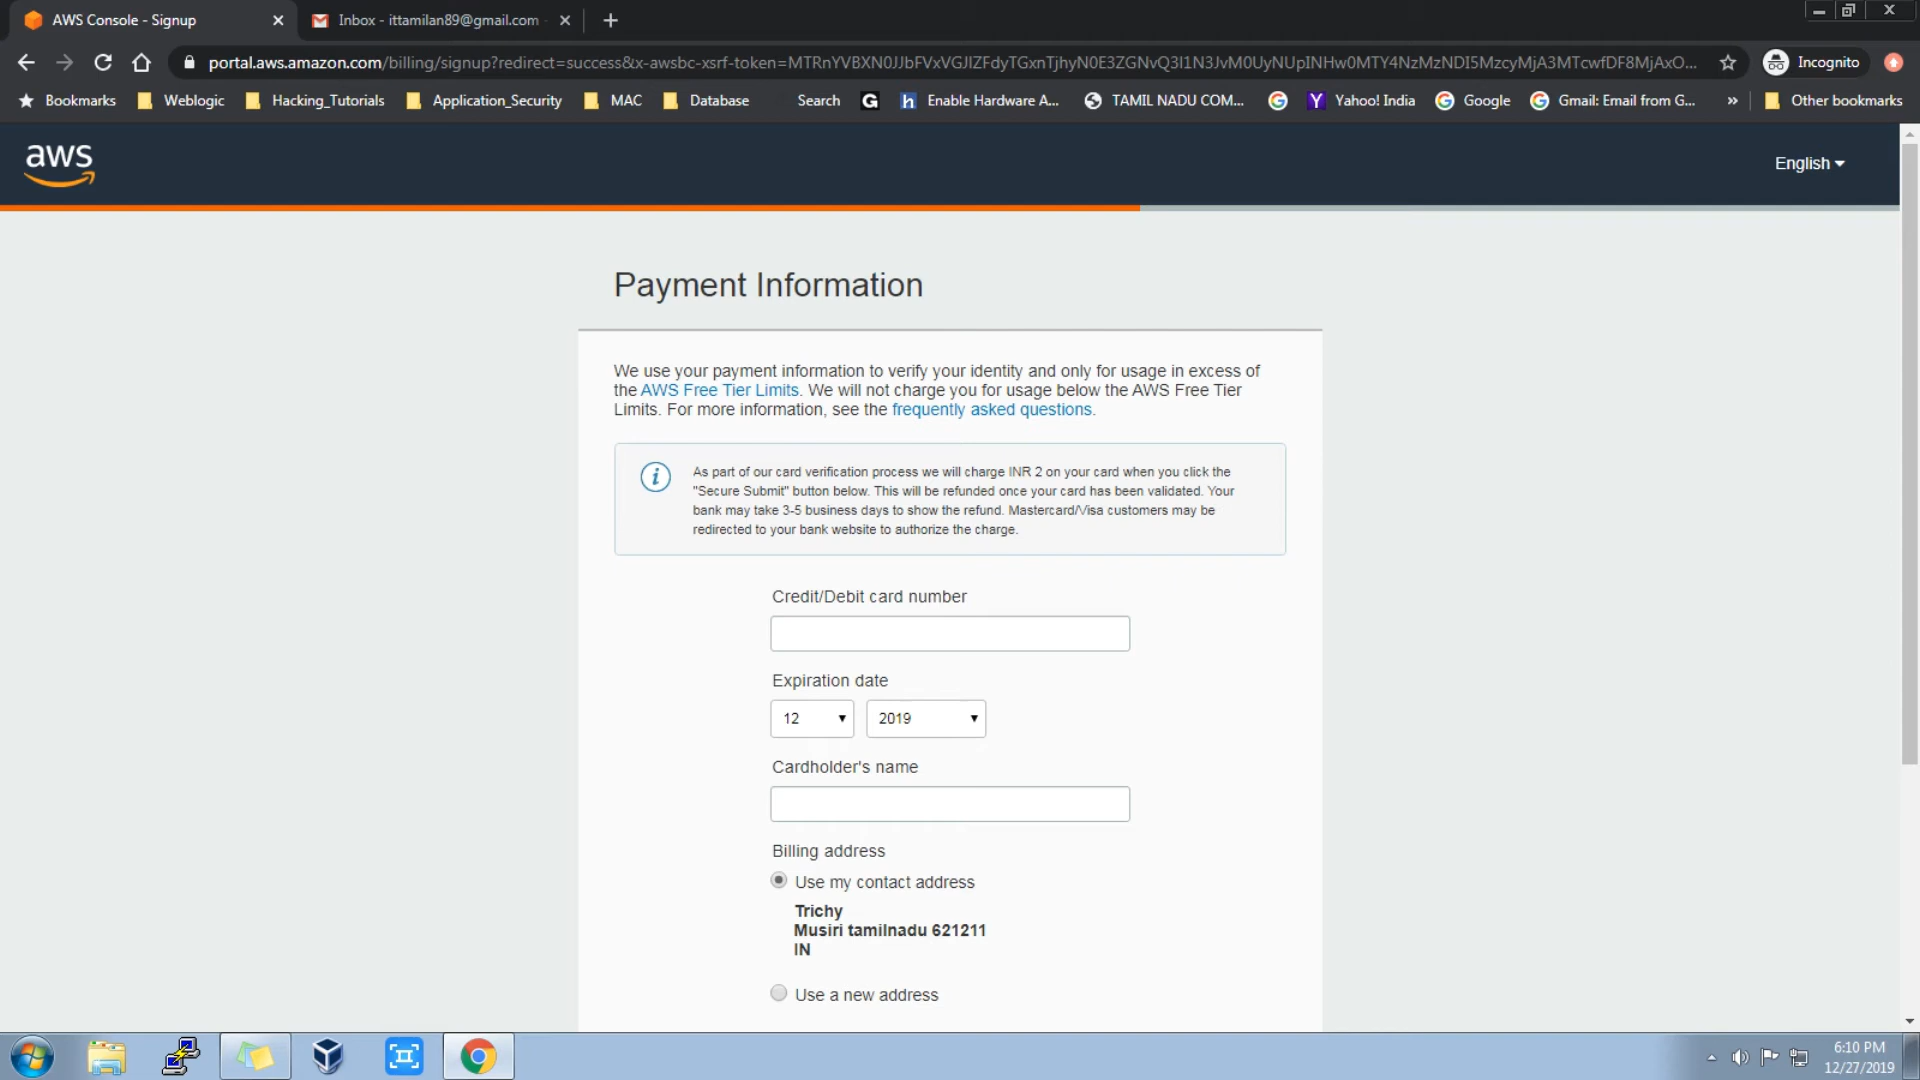 AWS Console - Signup
Inbox - ittamilan89@gmail.com
portal.aws.amazon.com/billing/signup?redirect=success&x-awsbc-xsrf-token=
Incognito
Bookmarks
Weblogic
Hacking_Tutorials
Application_Security
MAC
Database
Search
G
h
Enable Hardware A...
TAMIL NADU COM...
Yahoo! India
Google
Gmail: Email from G...
»
Other bookmarks
aws
English
Payment Information
We use your payment information to verify your identity and only for usage in excess of
the AWS Free Tier Limits. We will not charge you for usage below the AWS Free Tier
Limits. For more information, see the frequently asked questions.
i
As part of our card verification process we will charge INR 2 on your card when you click the
"Secure Submit" button below. This will be refunded once your card has been validated. Your
bank may take 3-5 business days to show the refund. Mastercard/Visa customers may be
redirected to your bank website to authorize the charge.
Credit/Debit card number
Expiration date
12
2019
Cardholder's name
Billing address
Use my contact address
Trichy
Musiri tamilnadu 621211
IN
Use a new address
6:10 PM
12/27/2019